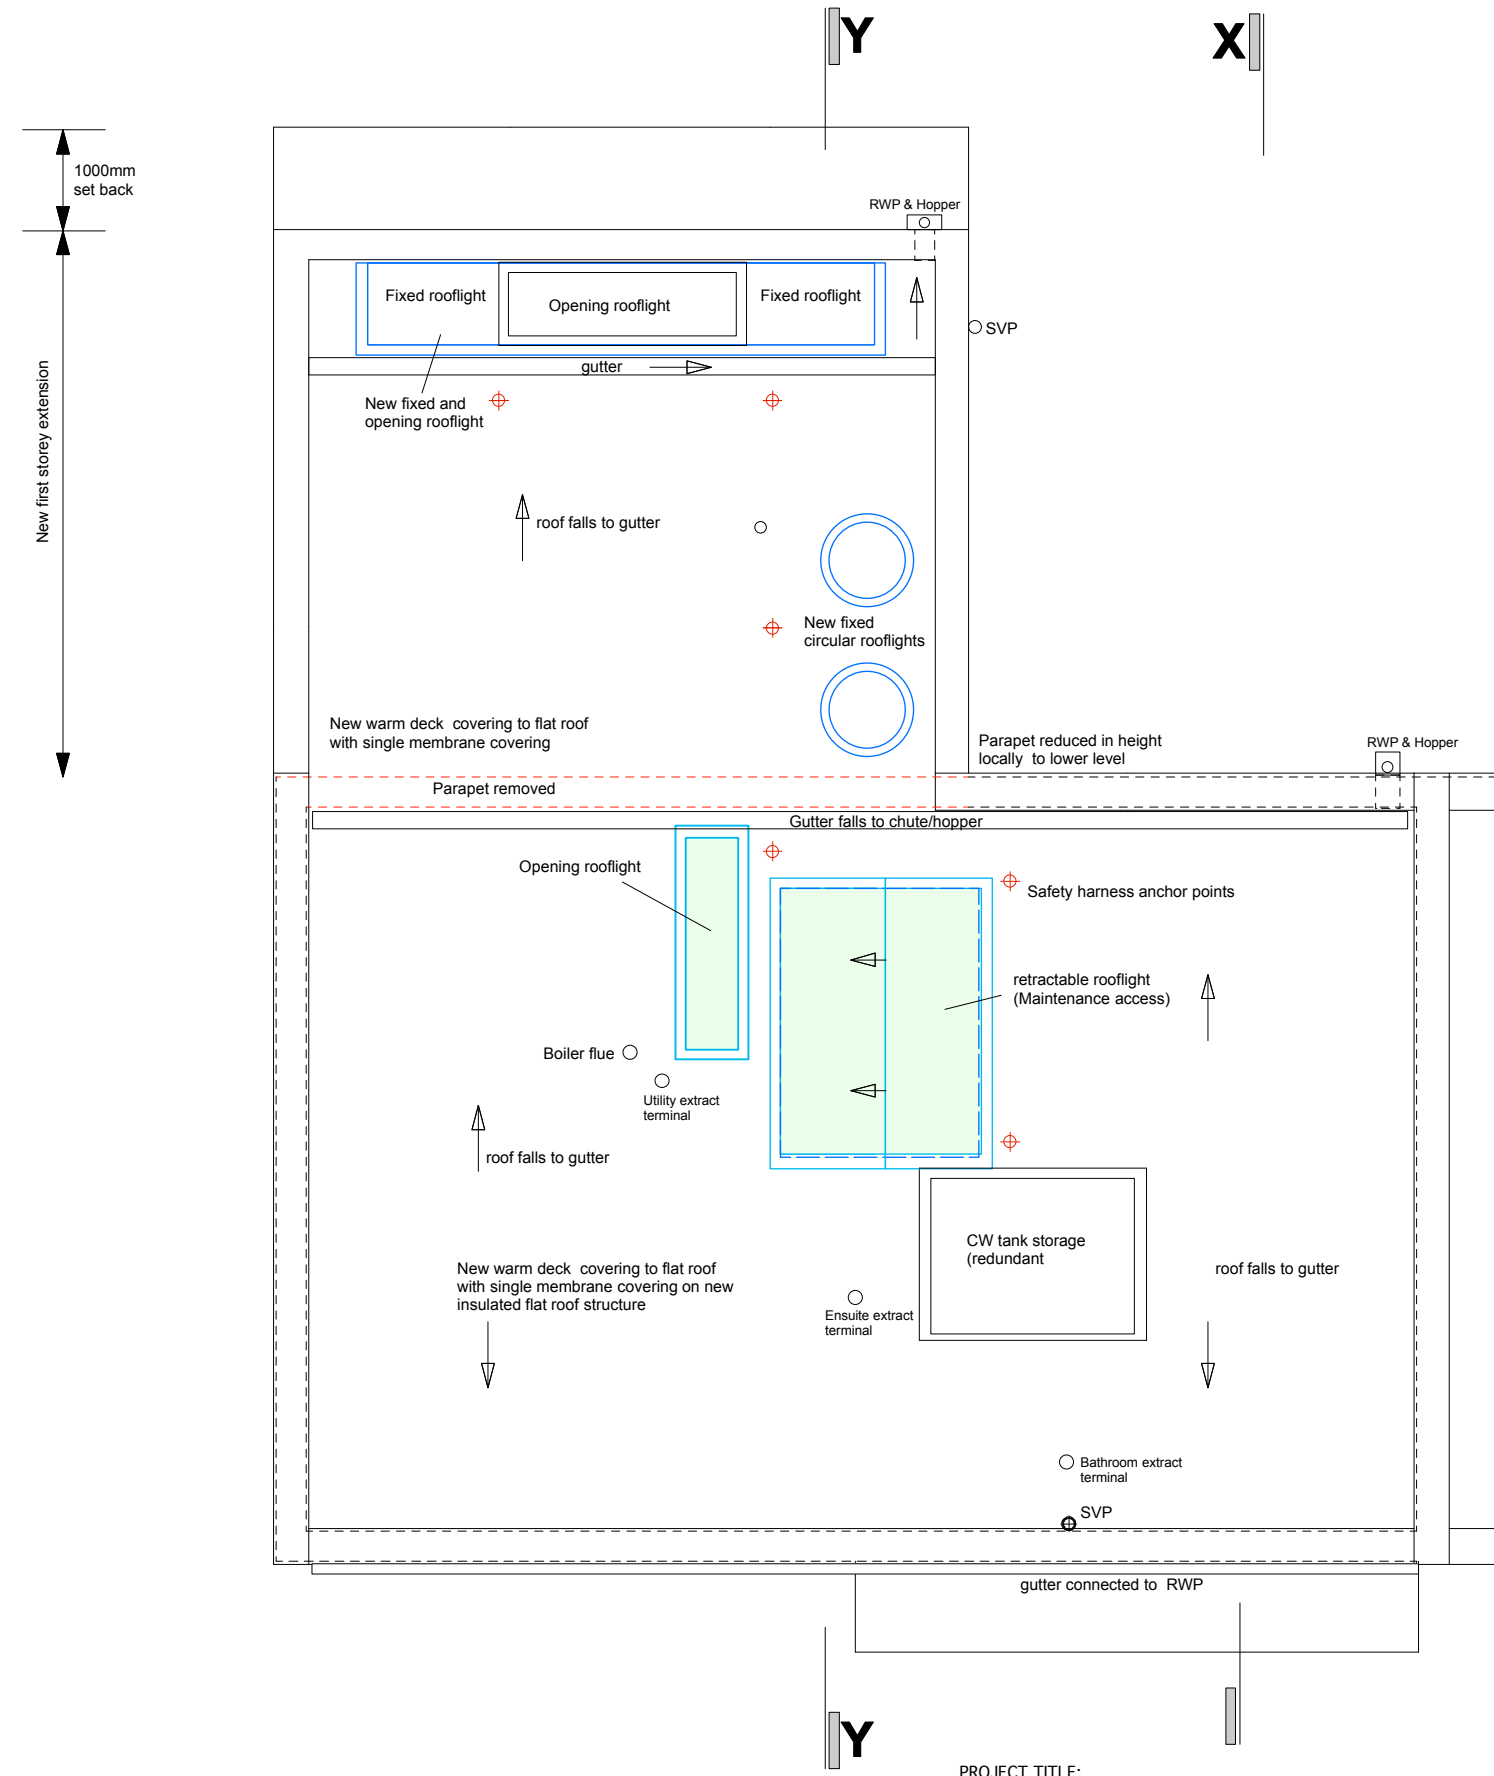 Y
X
1000mm
set back
RWP & Hopper
Fixed rooflight
Opening rooflight
Fixed rooflight
SVP
gutter
New fixed and
opening rooflight
New first storey extension
roof falls to gutter
New fixed
circular rooflights
New warm deck covering to flat roof
with single membrane covering
Parapet reduced in height
locally to lower level
RWP & Hopper
Parapet removed
Gutter falls to chute/hopper
Opening rooflight
Safety harness anchor points
retractable rooflight
(Maintenance access)
Boiler flue
Utility extract
terminal
roof falls to gutter
CW tank storage
(redundant
New warm deck covering to flat roof
with single membrane covering on new
insulated flat roof structure
roof falls to gutter
Ensuite extract
terminal
Bathroom extract
terminal
SVP
gutter connected to RWP
Y
PROJECT TITLE: